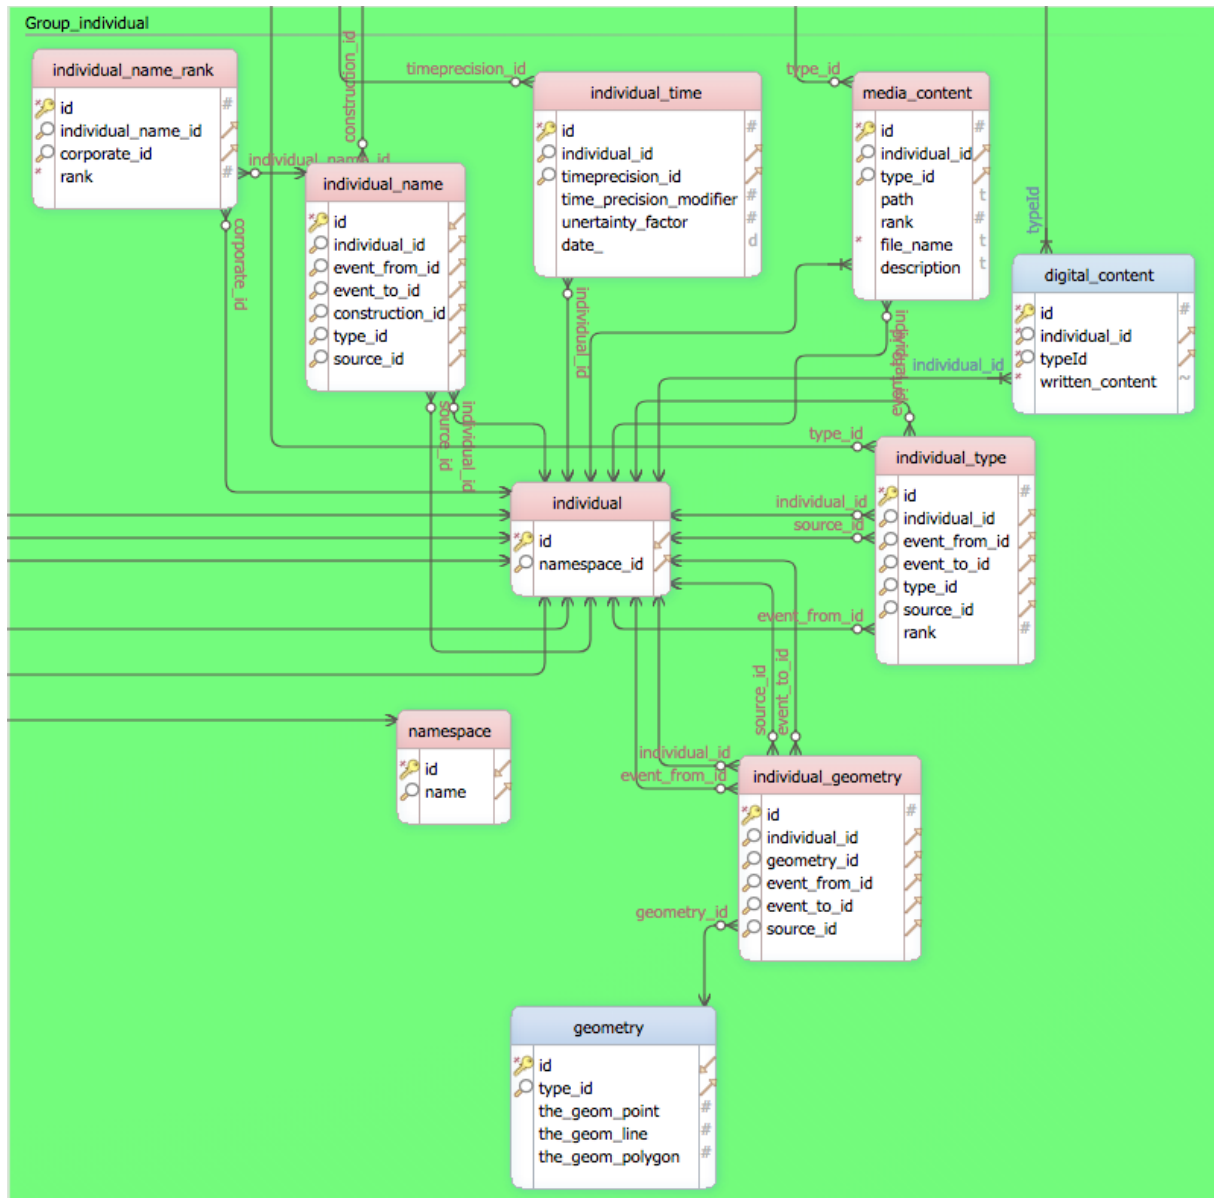 Group_individual
individual_name_rank
id
individual_name_id
corporate_id
rank
construction_id
timeprecision_id
individual_time
id
individual_id
timeprecision_id
time_precision_modifier
unertainty_factor
date_
type_id
media_content
id
individual_id
type_id
path
rank
file_name
description
typeId
digital_content
id
individual_id
typeId
written_content
individual_name_id
individual_name
id
individual_id
event_from_id
event_to_id
construction_id
type_id
source_id
corporate_id
individual_id
individual_id
source_id
individual_id
type_id
individual_type
id
individual_id
event_from_id
event_to_id
type_id
source_id
rank
individual_id
source_id
event_from_id
individual
id
namespace_id
source_id
event_to_id
namespace
id
name
individual_id
event_from_id
individual_geometry
id
individual_id
geometry_id
event_from_id
event_to_id
source_id
geometry_id
geometry
id
type_id
the_geom_point
the_geom_line
the_geom_polygon